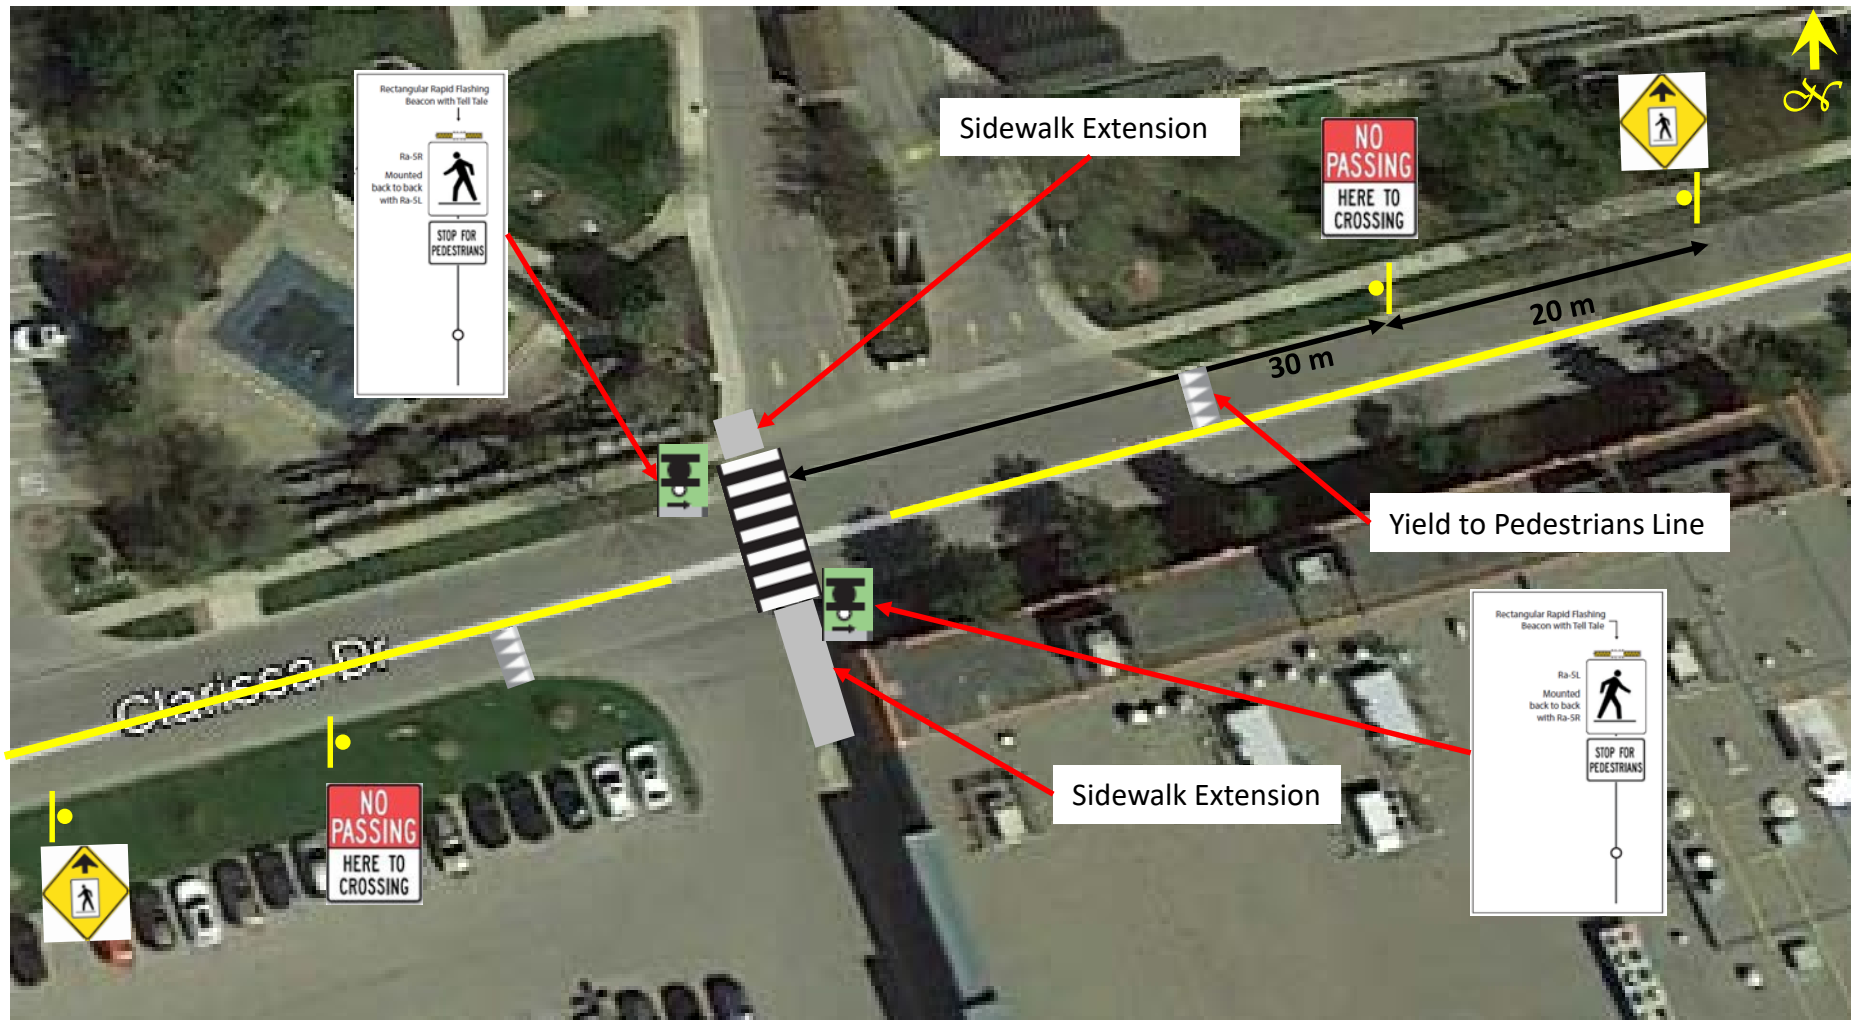 N
Rectangular Rapid Flashing
Beacon with Tell Tale
Ra-5R
Mounted
back to back
with Ra-5L
STOP FOR
PEDESTRIANS
Sidewalk Extension
NO
PASSING
HERE TO
CROSSING
20 m
30 m
Yield to Pedestrians Line
Clarissa Dr
Rectangular Rapid Flashing
Beacon with Tell Tale
Ra-5L
Mounted
back to back
with Ra-5R
STOP FOR
PEDESTRIANS
Sidewalk Extension
NO
PASSING
HERE TO
CROSSING